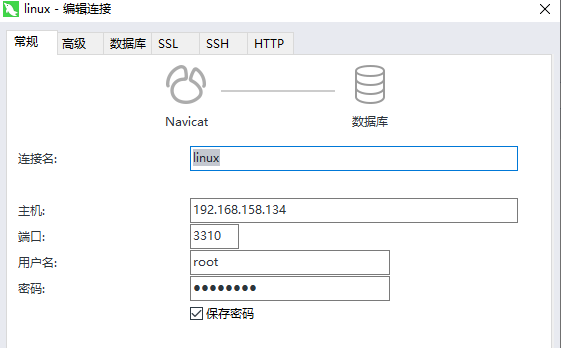 linux - 编辑连接
常规 高级 数据库 SSL SSH HTTP
Navicat 数据库
连接名: linux
主机: 192.168.158.134
端口: 3310
用户名: root
密码: ●●●●●●●●
保存密码